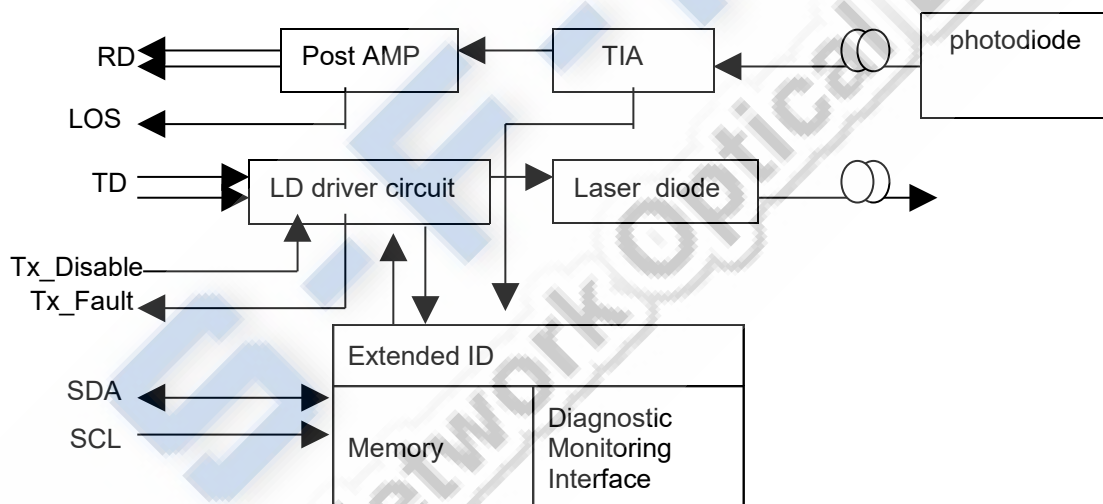 RD
Post AMP
TIA
photodiode
LOS
TD
LD driver circuit
Laser diode
Tx_Disable
Tx_Fault
Extended ID
SDA
SCL
Memory
Diagnostic
Monitoring
Interface